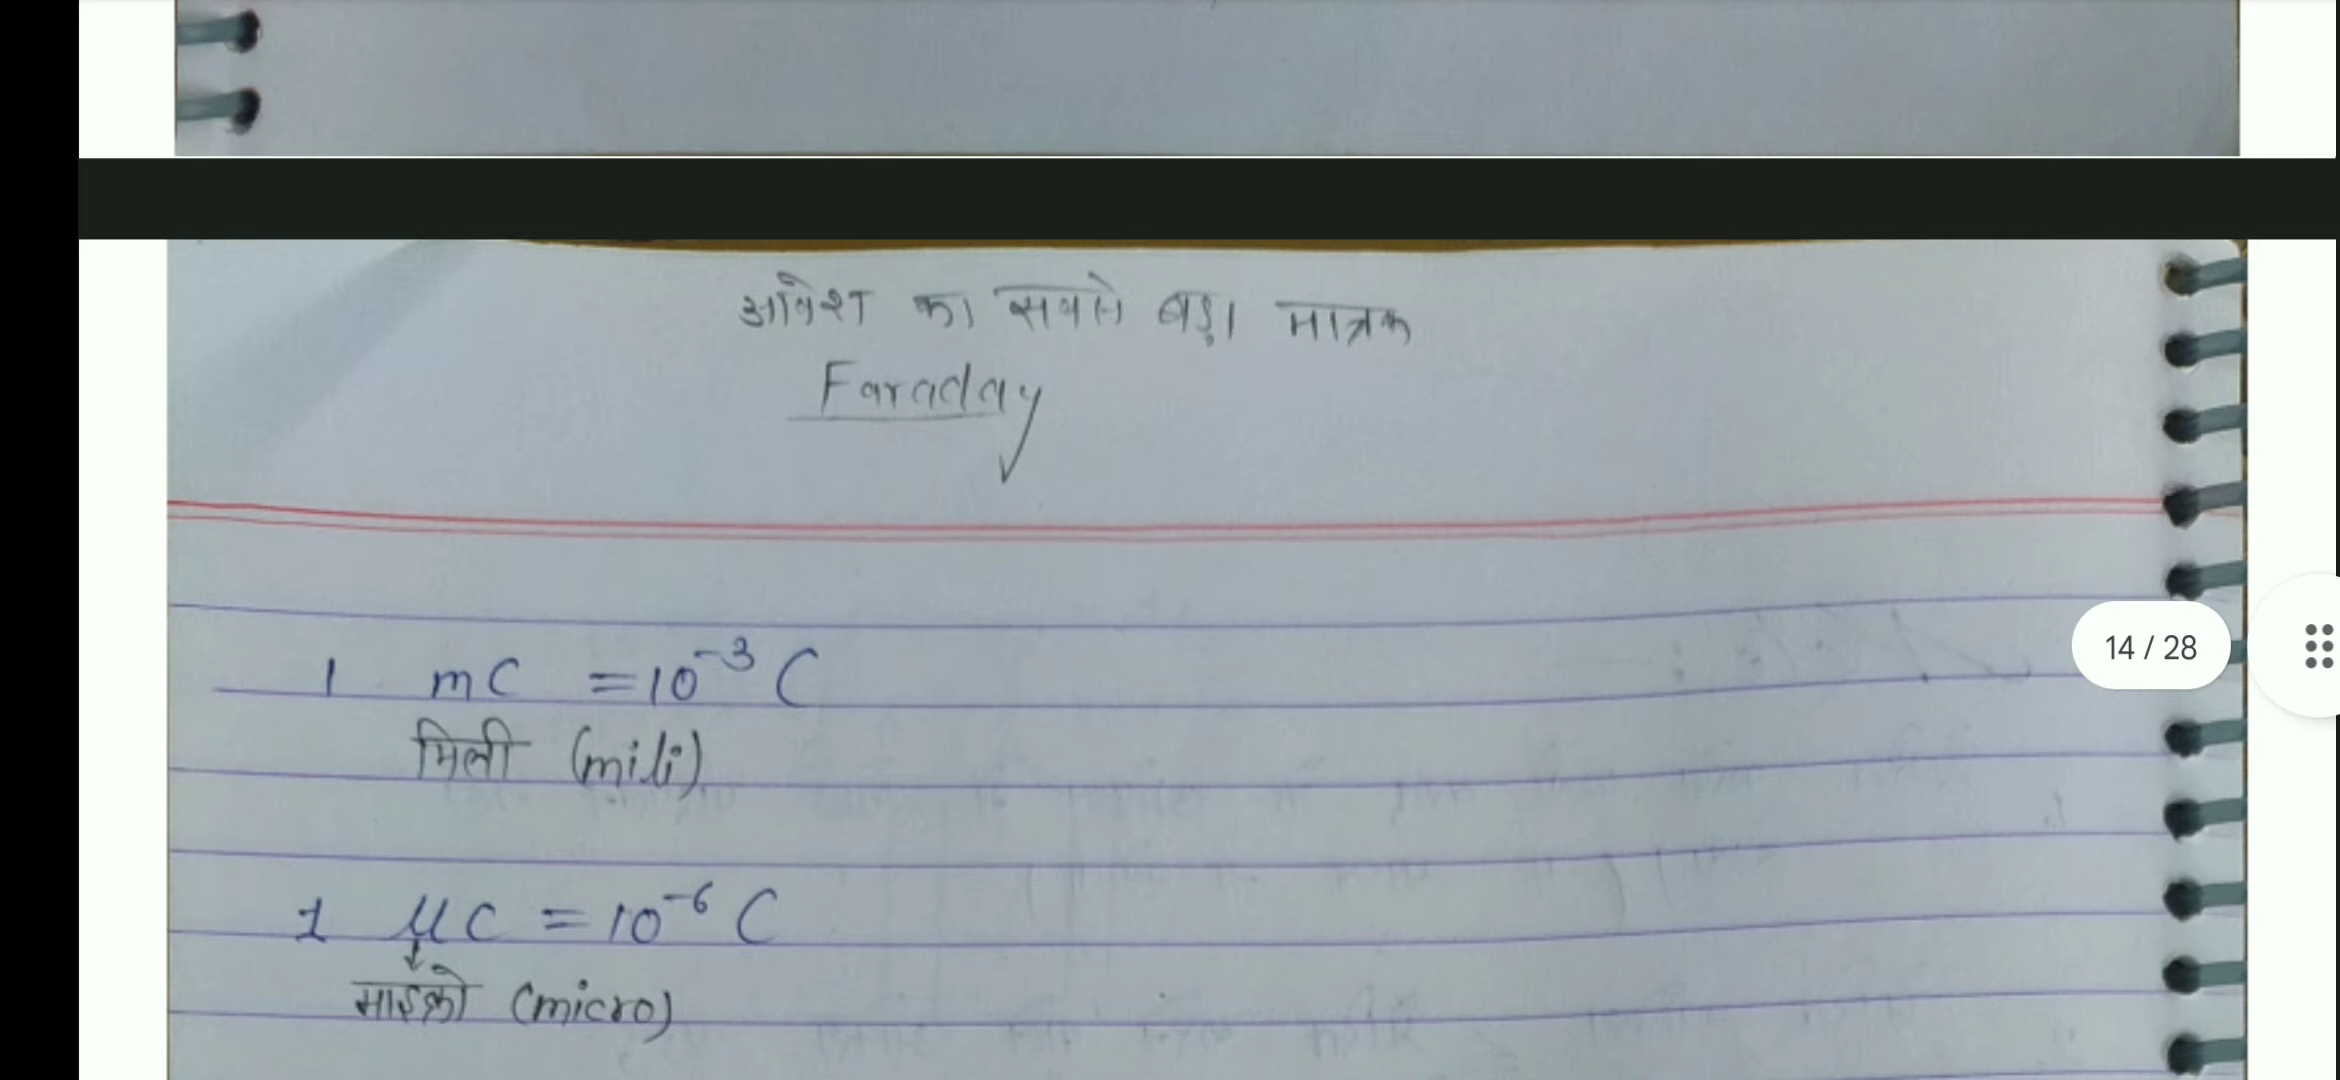 आवेश का सबसे बड़ा मात्रक
Faraday
1 mC = 10⁻³ C
मिली (mili)
14 / 28
1 μC = 10⁻⁶ C
माइक्रो (micro)